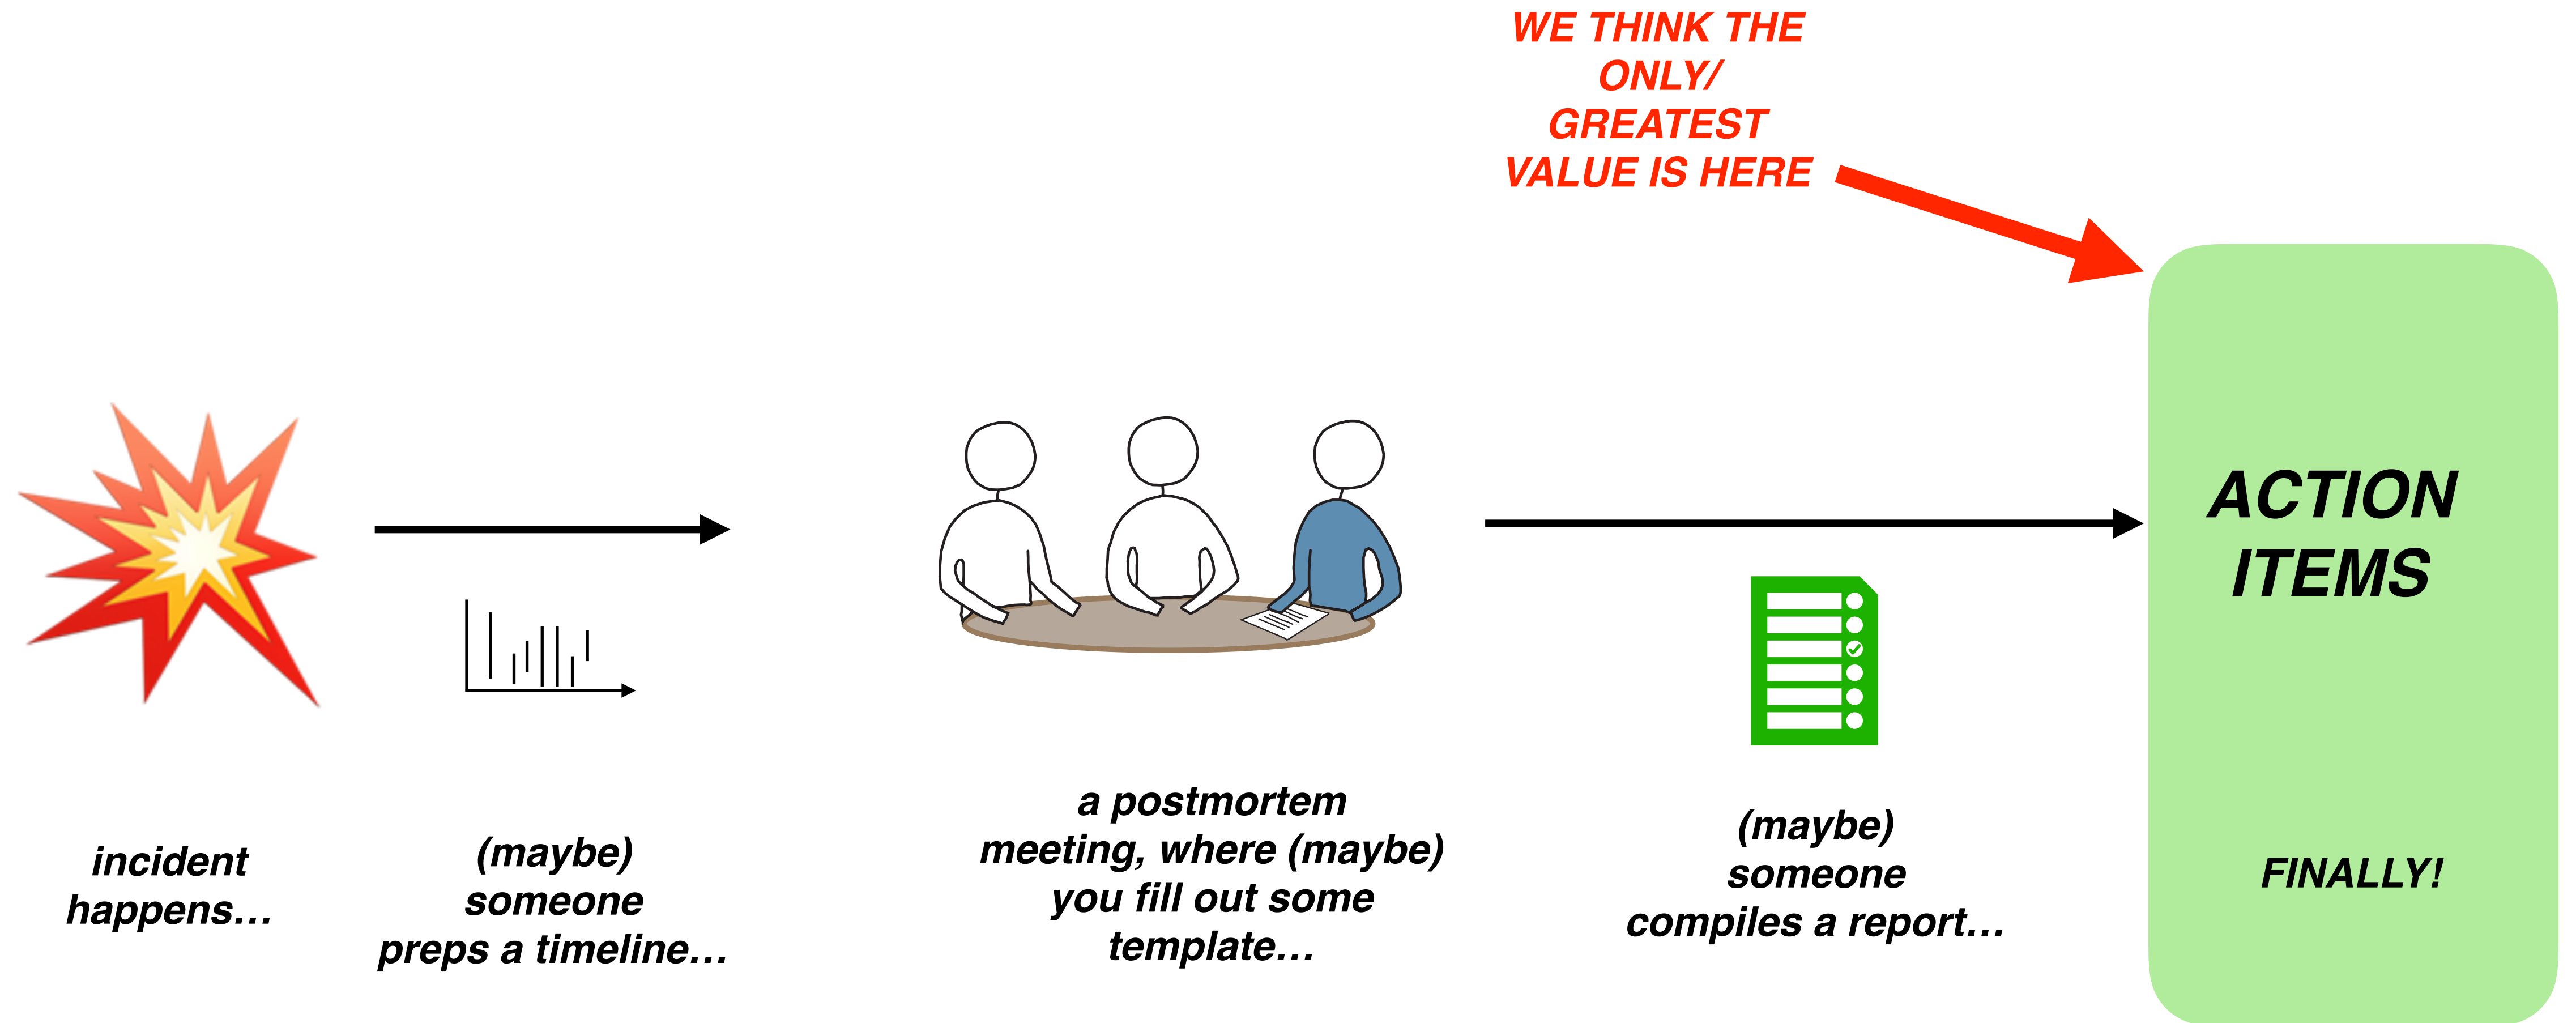 WE THINK THE
ONLY/
GREATEST
VALUE IS HERE
incident
happens…
(maybe)
someone
preps a timeline…
a postmortem
meeting, where (maybe)
you fill out some
template…
(maybe)
someone
compiles a report…
ACTION
ITEMS
FINALLY!